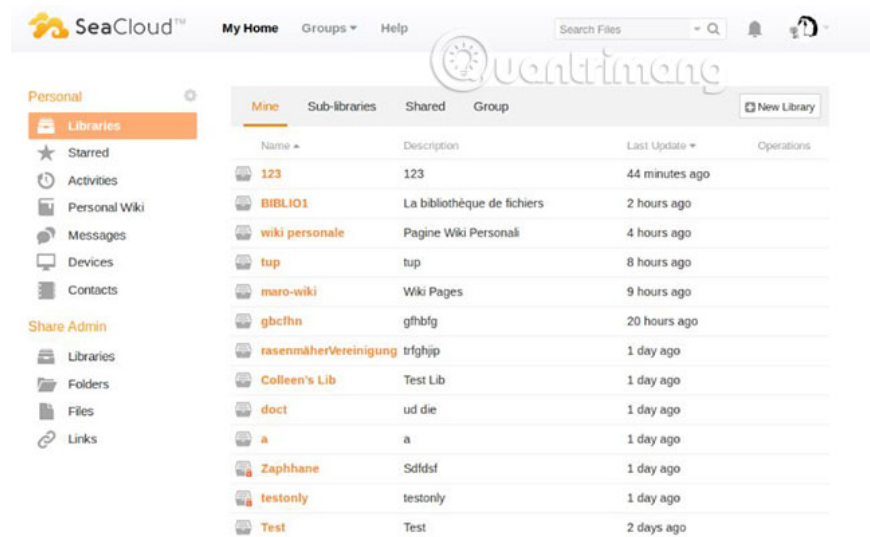 SeaCloud™ My Home Groups Help Search Files
Quantrimang
Personal
Libraries
Starred
Activities
Personal Wiki
Messages
Devices
Contacts
Share Admin
Libraries
Folders
Files
Links
Mine Sub-libraries Shared Group New Library
Name Description Last Update Operations
123 123 44 minutes ago
BIBLIO1 La bibliothèque de fichiers 2 hours ago
wiki personale Pagine Wiki Personali 4 hours ago
tup tup 8 hours ago
maro-wiki Wiki Pages 9 hours ago
gbcfhn gfhbfg 20 hours ago
rasenmäherVereinigung trfghjip 1 day ago
Colleen's Lib Test Lib 1 day ago
doct ud die 1 day ago
a a 1 day ago
Zaphhane Sdfdsf 1 day ago
testonly testonly 1 day ago
Test Test 2 days ago